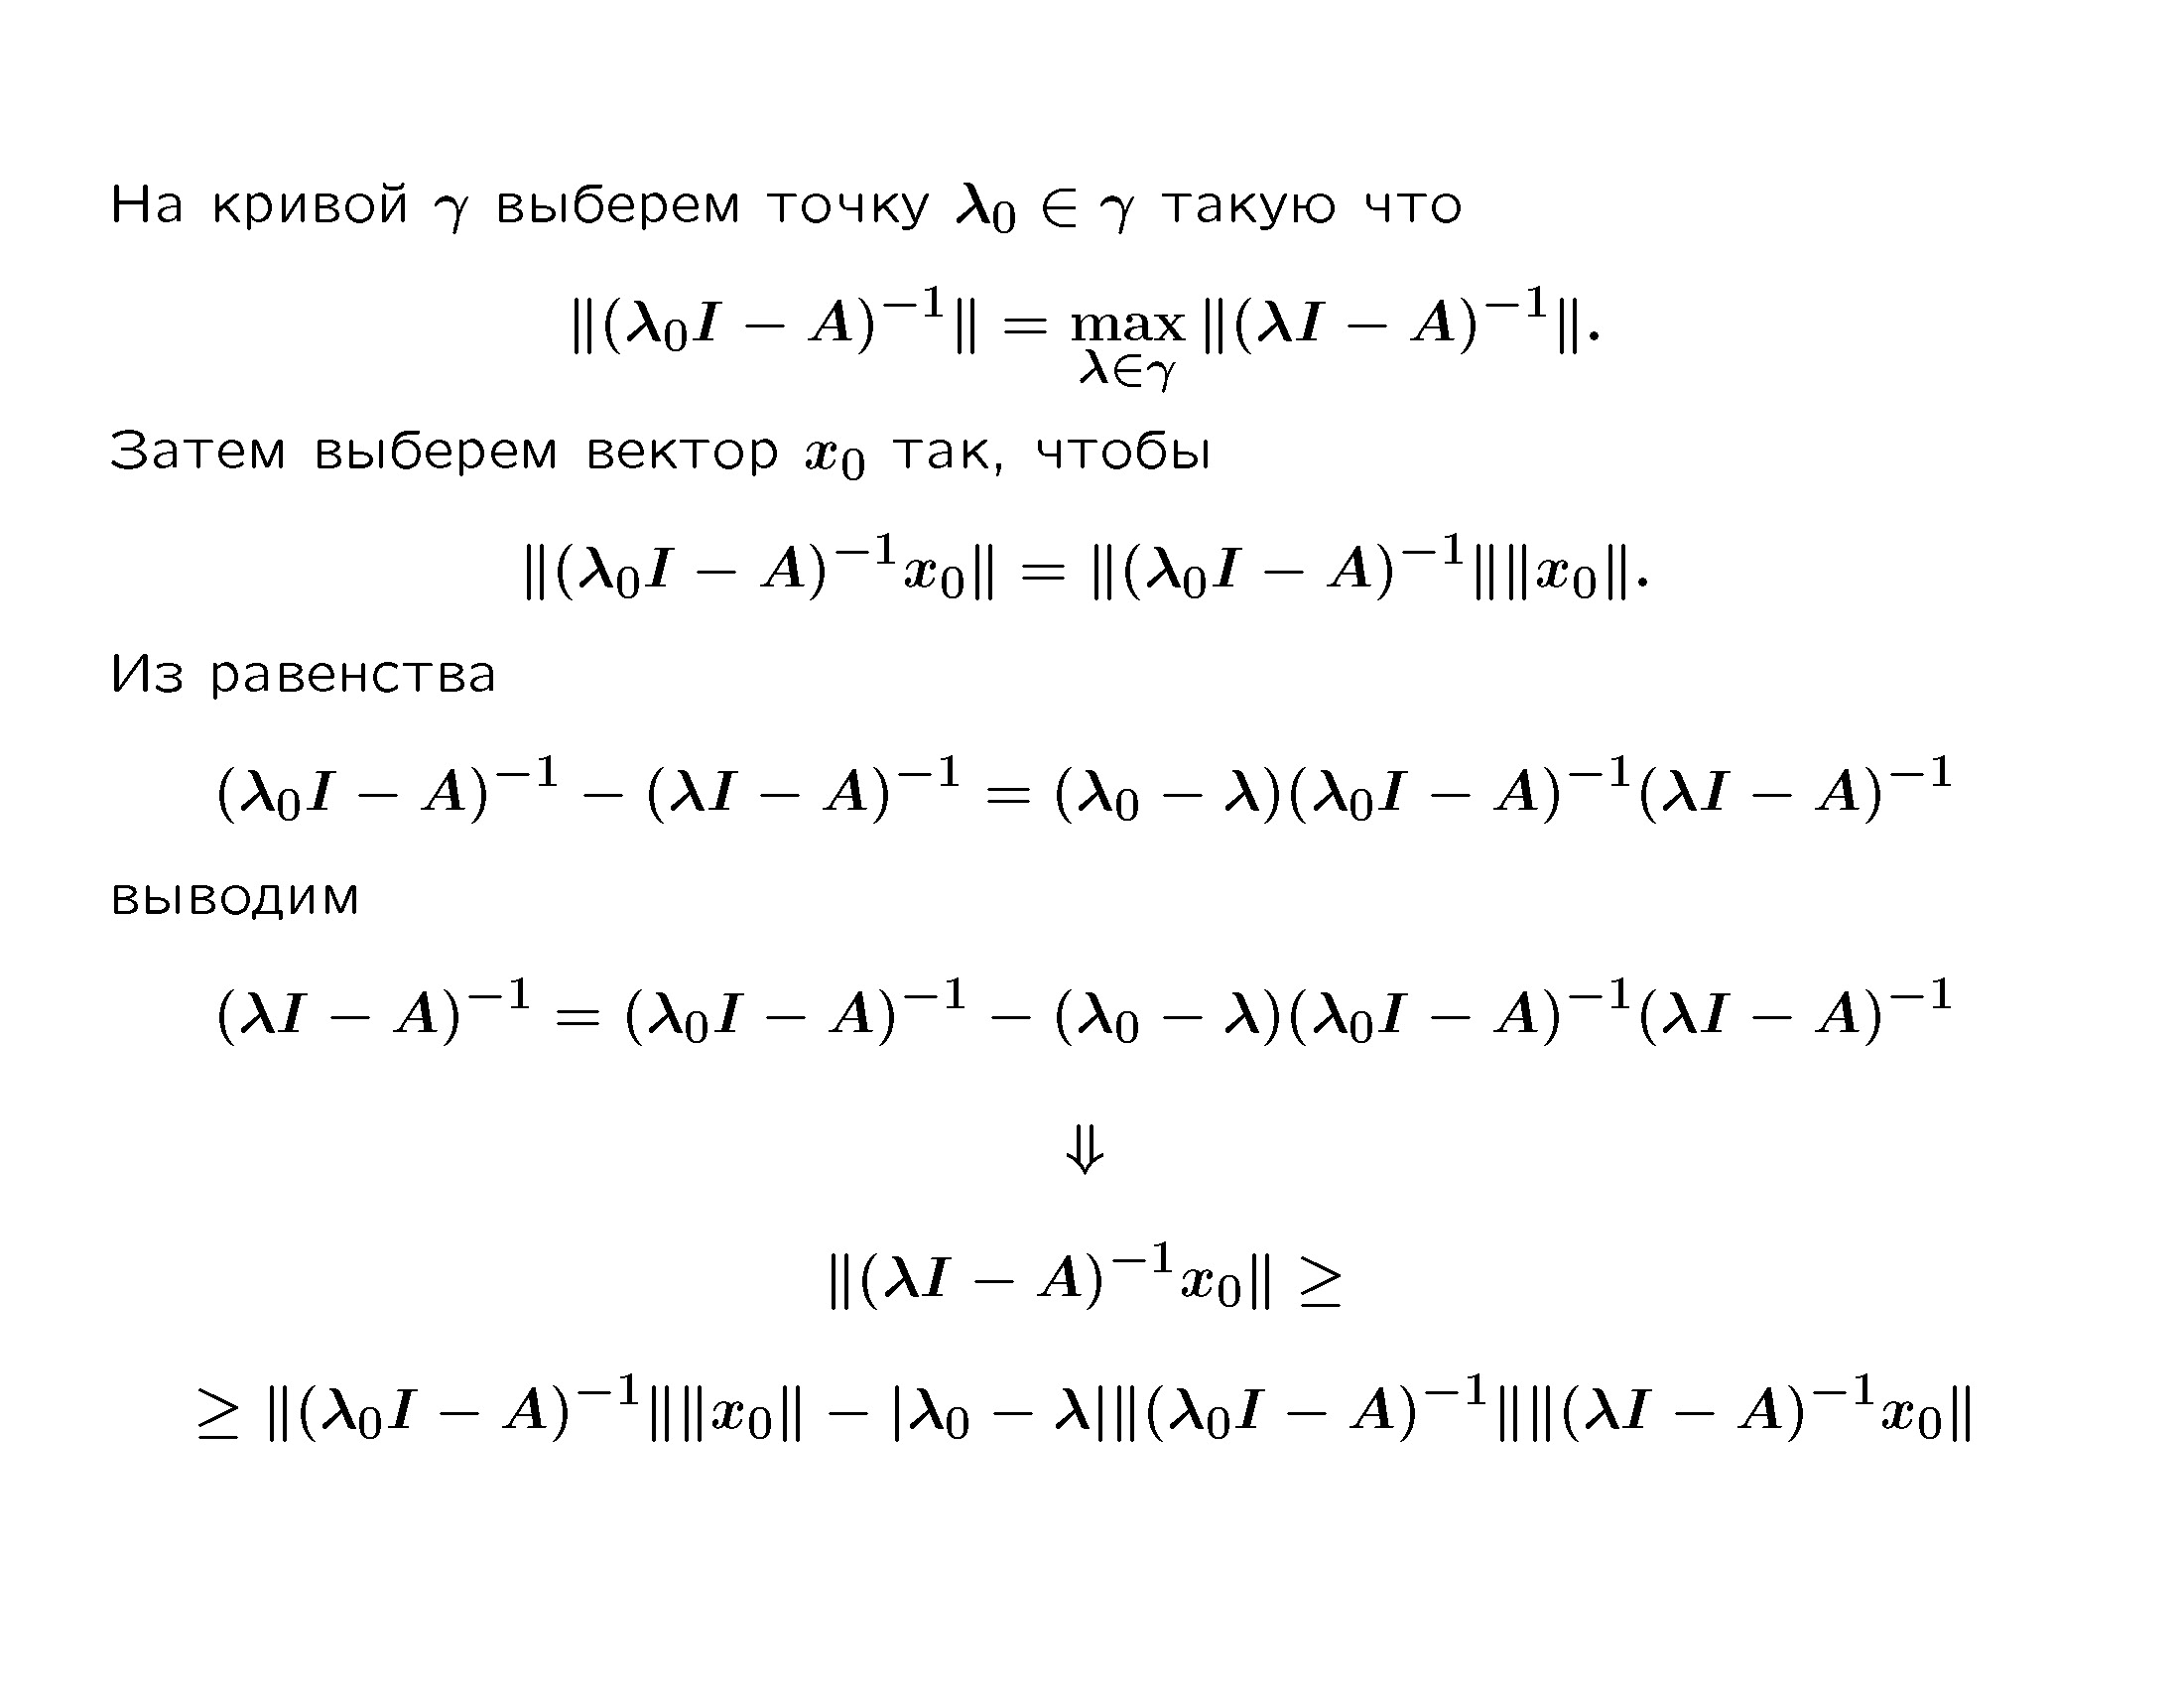 На кривой γ выберем точку λ₀ ∈ γ такую что
‖(λ₀I − A)⁻¹‖ = max ‖(λI − A)⁻¹‖.
λ∈γ
Затем выберем вектор x₀ так, чтобы
‖(λ₀I − A)⁻¹x₀‖ = ‖(λ₀I − A)⁻¹‖‖x₀‖.
Из равенства
(λ₀I − A)⁻¹ − (λI − A)⁻¹ = (λ₀ − λ)(λ₀I − A)⁻¹(λI − A)⁻¹
выводим
(λI − A)⁻¹ = (λ₀I − A)⁻¹ − (λ₀ − λ)(λ₀I − A)⁻¹(λI − A)⁻¹
⇓
‖(λI − A)⁻¹x₀‖ ≥
≥ ‖(λ₀I − A)⁻¹‖‖x₀‖ − |λ₀ − λ|‖(λ₀I − A)⁻¹‖‖(λI − A)⁻¹x₀‖